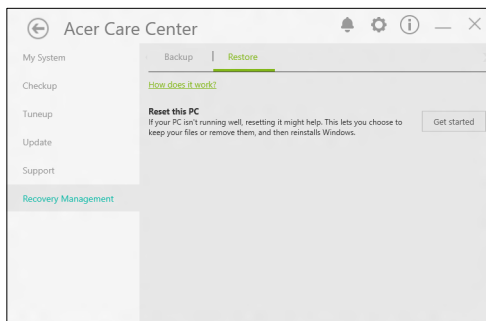 Acer Care Center
My System
Checkup
Tuneup
Update
Support
Recovery Management
Backup | Restore
How does it work?
Reset this PC
If your PC isn't running well, resetting it might help. This lets you choose to
keep your files or remove them, and then reinstalls Windows.
Get started